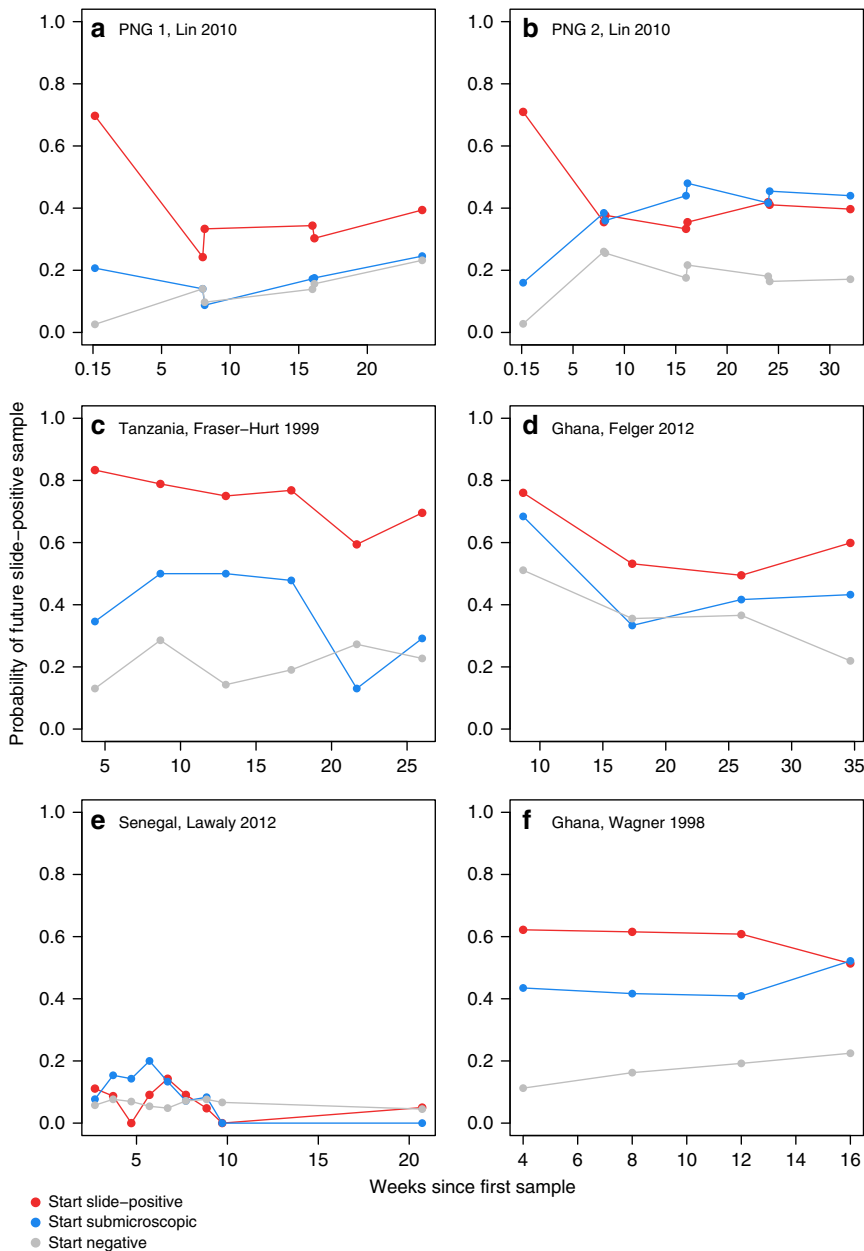 a PNG 1, Lin 2010
1.0
0.8
0.6
0.4
0.2
0.0
0.15 5 10 15 20
b PNG 2, Lin 2010
1.0
0.8
0.6
0.4
0.2
0.0
0.15 5 10 15 20 25 30
Probability of future slide–positive sample
c Tanzania, Fraser–Hurt 1999
1.0
0.8
0.6
0.4
0.2
0.0
5 10 15 20 25
d Ghana, Felger 2012
1.0
0.8
0.6
0.4
0.2
0.0
10 15 20 25 30 35
e Senegal, Lawaly 2012
1.0
0.8
0.6
0.4
0.2
0.0
5 10 15 20
f Ghana, Wagner 1998
1.0
0.8
0.6
0.4
0.2
0.0
4 8 12 16
Weeks since first sample
Start slide–positive
Start submicroscopic
Start negative